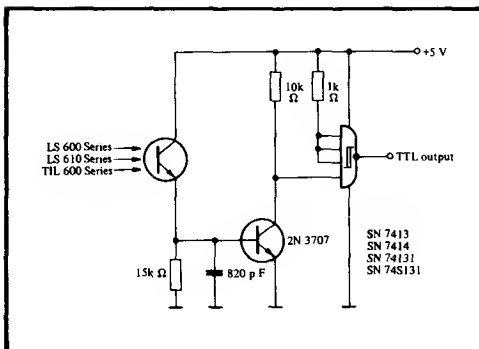 +5 V
10k
Ω
1k
Ω
LS 600 Series
LS 610 Series
TIL 600 Series
TTL output
2N 3707
SN 7413
SN 7414
SN 74131
SN 74S131
15k Ω
820 p F